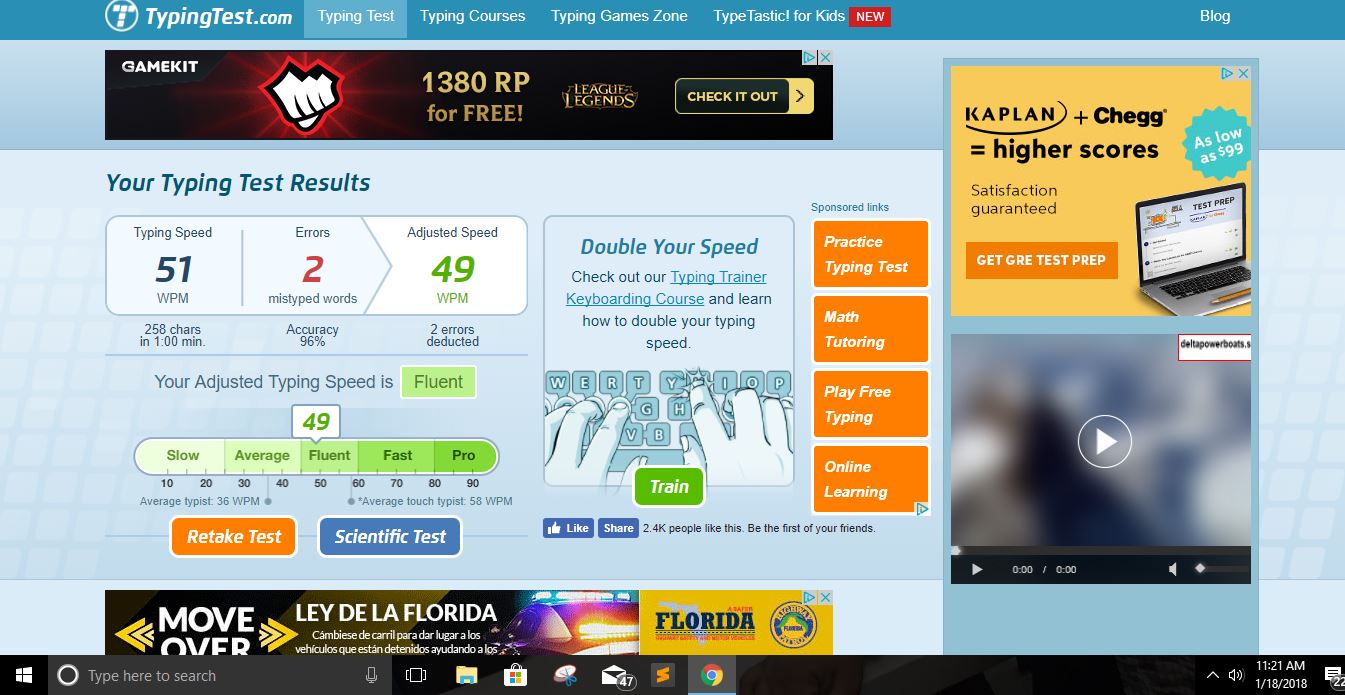 TypingTest.com
Typing Test
Typing Courses
Typing Games Zone
TypeTastic! for Kids NEW
Blog
GAMEKIT
1380 RP
for FREE!
LEAGUE of
LEGENDS
CHECK IT OUT
KAPLAN + Chegg
= higher scores
As low
as $99
Satisfaction
guaranteed
TEST PREP
GET GRE TEST PREP
Your Typing Test Results
Typing Speed
51
WPM
Errors
2
mistyped words
Adjusted Speed
49
WPM
258 chars
in 1:00 min.
Accuracy
96%
2 errors
deducted
Your Adjusted Typing Speed is Fluent
49
Slow Average Fluent Fast Pro
10 20 30 40 50 60 70 80 90
Average typist: 36 WPM
*Average touch typist: 58 WPM
Retake Test
Scientific Test
Double Your Speed
Check out our Typing Trainer
Keyboarding Course and learn
how to double your typing
speed.
W E R T Y I O P
G H
V B
Train
Like Share 2.4K people like this. Be the first of your friends.
Sponsored links
Practice
Typing Test
Math
Tutoring
Play Free
Typing
Online
Learning
deltapowerboats.s
0:00 / 0:00
MOVE
OVER
LEY DE LA FLORIDA
Cámbiese de carril para dar lugar a los
vehículos que están detenidos ayudando a los
A SAFER
FLORIDA
HIGHWAY SAFETY AND MOTOR VEHICLES
FLORIDA
Type here to search
47
11:21 AM
1/18/2018
22